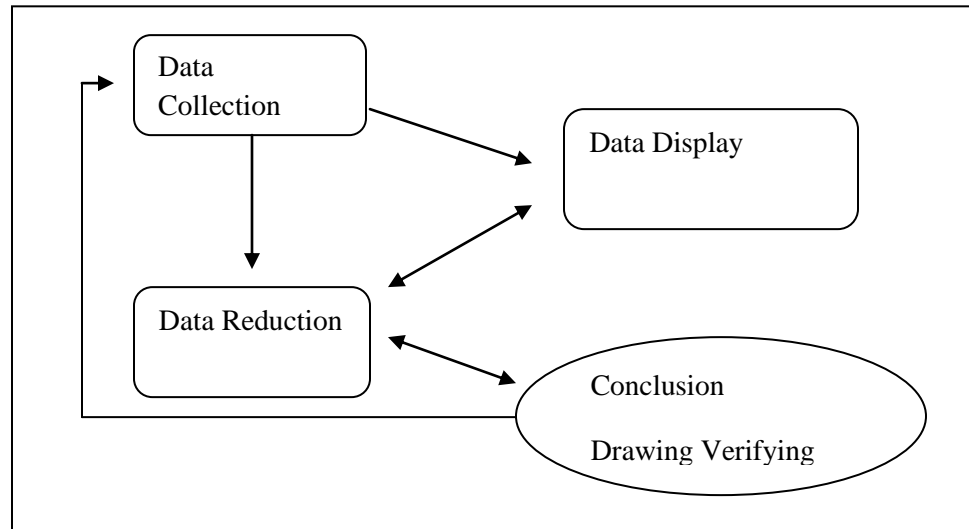 Data
Collection
Data Display
Data Reduction
Conclusion
Drawing Verifying